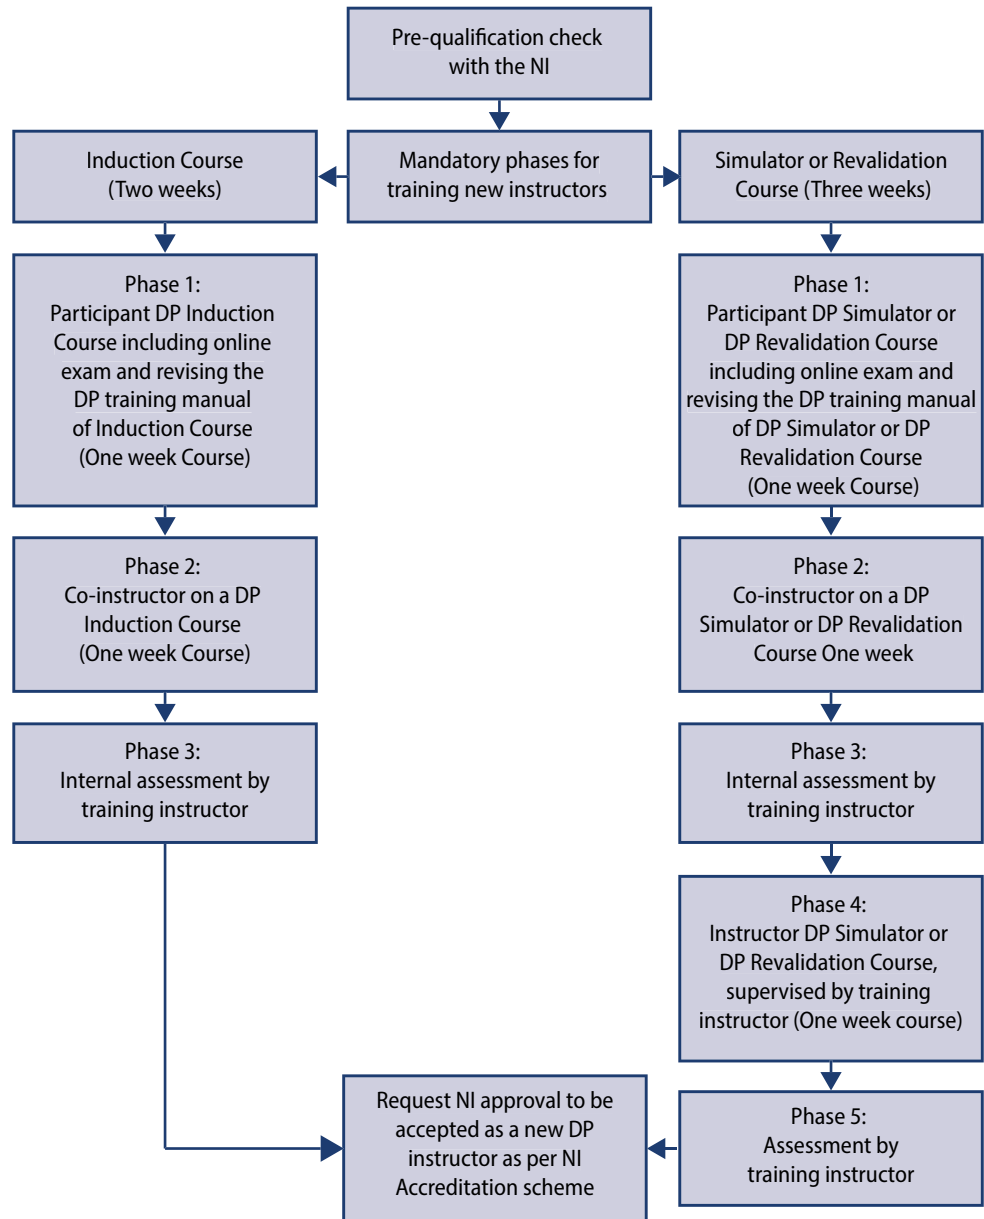 Pre-qualification check
with the NI
Induction Course
(Two weeks)
Mandatory phases for
training new instructors
Simulator or Revalidation
Course (Three weeks)
Phase 1:
Participant DP Induction
Course including online
exam and revising the
DP training manual
of Induction Course
(One week Course)
Phase 1:
Participant DP Simulator or
DP Revalidation Course
including online exam and
revising the DP training manual
of DP Simulator or DP
Revalidation Course
(One week Course)
Phase 2:
Co-instructor on a DP
Induction Course
(One week Course)
Phase 2:
Co-instructor on a DP
Simulator or DP Revalidation
Course One week
Phase 3:
Internal assessment by
training instructor
Phase 3:
Internal assessment by
training instructor
Phase 4:
Instructor DP Simulator or
DP Revalidation Course,
supervised by training
instructor (One week course)
Request NI approval to be
accepted as a new DP
instructor as per NI
Accreditation scheme
Phase 5:
Assessment by
training instructor